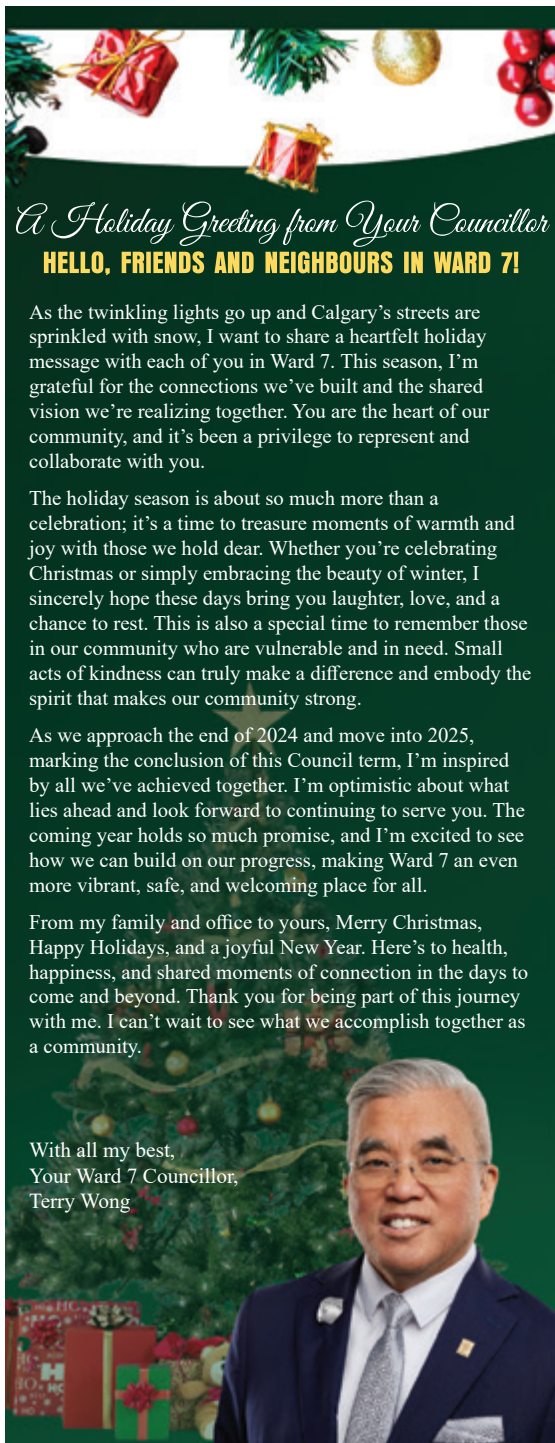 A Holiday Greeting from Your Councillor
HELLO, FRIENDS AND NEIGHBOURS IN WARD 7!
As the twinkling lights go up and Calgary’s streets are
sprinkled with snow, I want to share a heartfelt holiday
message with each of you in Ward 7. This season, I’m
grateful for the connections we’ve built and the shared
vision we’re realizing together. You are the heart of our
community, and it’s been a privilege to represent and
collaborate with you.
The holiday season is about so much more than a
celebration; it’s a time to treasure moments of warmth and
joy with those we hold dear. Whether you’re celebrating
Christmas or simply embracing the beauty of winter, I
sincerely hope these days bring you laughter, love, and a
chance to rest. This is also a special time to remember those
in our community who are vulnerable and in need. Small
acts of kindness can truly make a difference and embody the
spirit that makes our community strong.
As we approach the end of 2024 and move into 2025,
marking the conclusion of this Council term, I’m inspired
by all we’ve achieved together. I’m optimistic about what
lies ahead and look forward to continuing to serve you. The
coming year holds so much promise, and I’m excited to see
how we can build on our progress, making Ward 7 an even
more vibrant, safe, and welcoming place for all.
From my family and office to yours, Merry Christmas,
Happy Holidays, and a joyful New Year. Here’s to health,
happiness, and shared moments of connection in the days to
come and beyond. Thank you for being part of this journey
with me. I can’t wait to see what we accomplish together as
a community.
With all my best,
Your Ward 7 Councillor,
Terry Wong